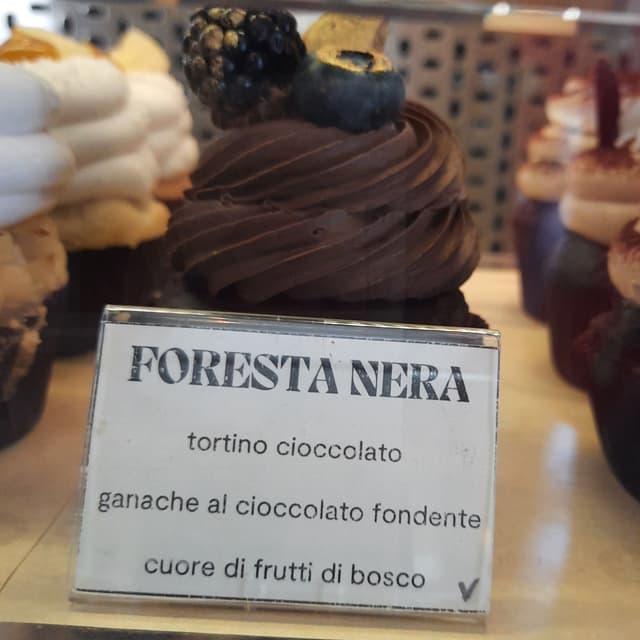 FORESTA NERA
tortino cioccolato
ganache al cioccolato fondente
cuore di frutti di bosco